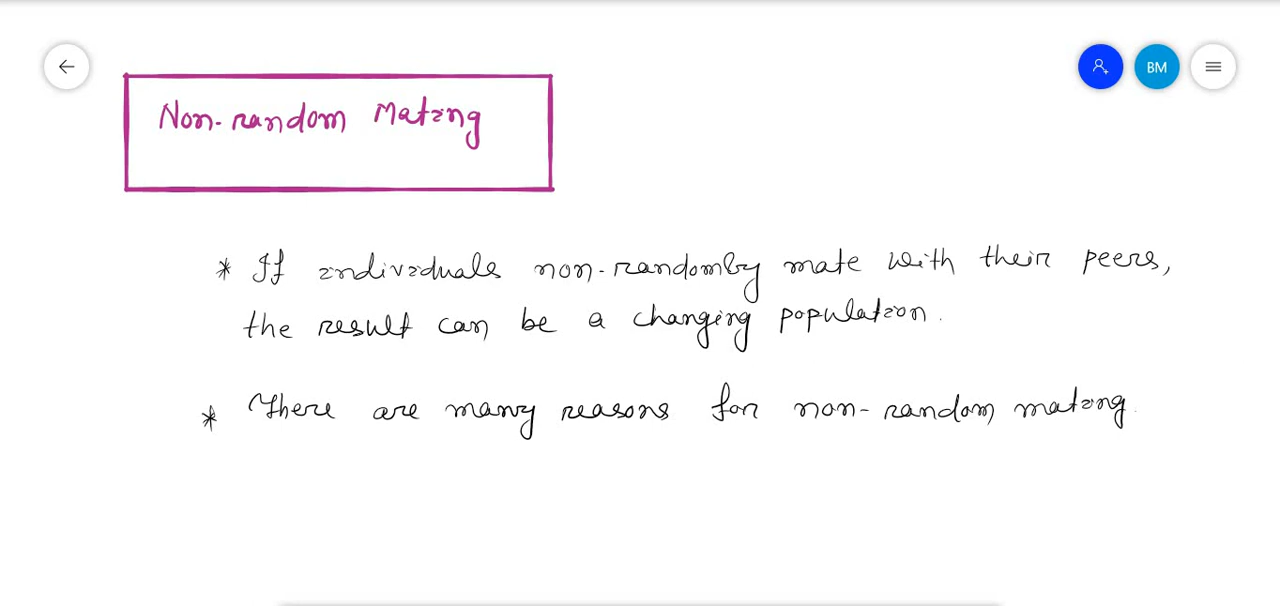 BM
Non-random Mating
* If individuals non-randomly mate with their peers,
the result can be a changing population.
* There are many reasons for non-random mating.